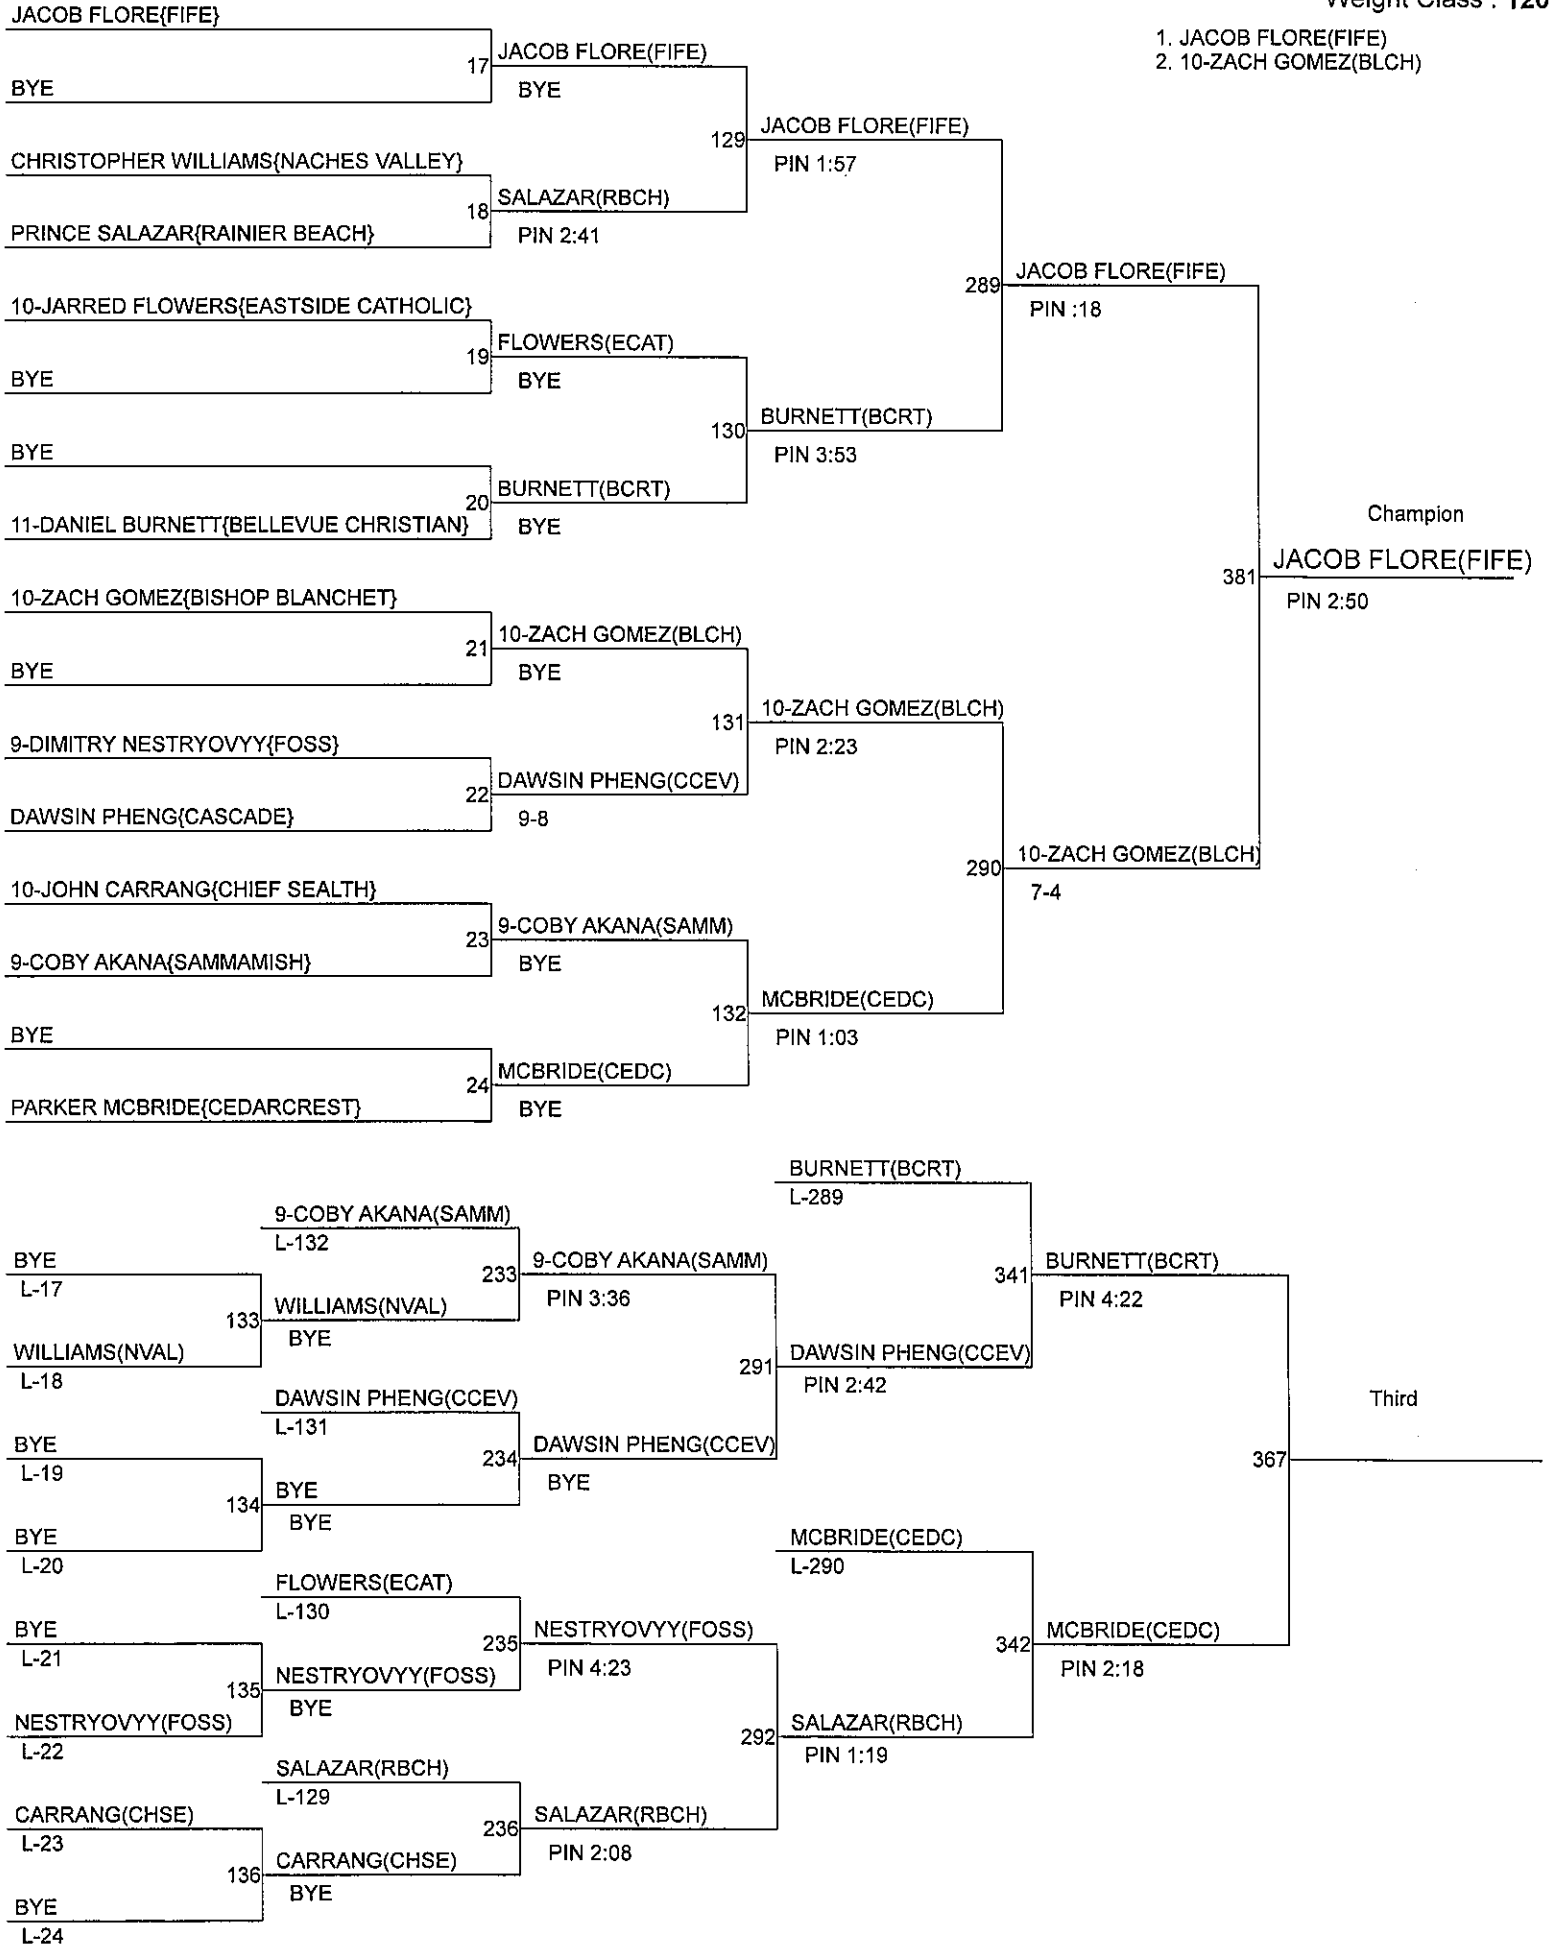 Weight Class : 120
1. JACOB FLORE(FIFE)
2. 10-ZACH GOMEZ(BLCH)
JACOB FLORE{FIFE}
17
JACOB FLORE(FIFE)
BYE
BYE
129
JACOB FLORE(FIFE)
PIN 1:57
CHRISTOPHER WILLIAMS{NACHES VALLEY}
18
SALAZAR(RBCH)
PIN 2:41
PRINCE SALAZAR{RAINIER BEACH}
289
JACOB FLORE(FIFE)
PIN :18
10-JARRED FLOWERS{EASTSIDE CATHOLIC}
19
FLOWERS(ECAT)
BYE
BYE
130
BURNETT(BCRT)
PIN 3:53
BYE
20
BURNETT(BCRT)
BYE
11-DANIEL BURNETT{BELLEVUE CHRISTIAN}
Champion
381
JACOB FLORE(FIFE)
PIN 2:50
10-ZACH GOMEZ{BISHOP BLANCHET}
21
10-ZACH GOMEZ(BLCH)
BYE
BYE
131
10-ZACH GOMEZ(BLCH)
PIN 2:23
9-DIMITRY NESTRYOVYY{FOSS}
22
DAWSIN PHENG(CCEV)
9-8
DAWSIN PHENG{CASCADE}
290
10-ZACH GOMEZ(BLCH)
7-4
10-JOHN CARRANG{CHIEF SEALTH}
23
9-COBY AKANA(SAMM)
BYE
9-COBY AKANA{SAMMAMISH}
132
MCBRIDE(CEDC)
PIN 1:03
BYE
24
MCBRIDE(CEDC)
BYE
PARKER MCBRIDE{CEDARCREST}
BURNETT(BCRT)
L-289
9-COBY AKANA(SAMM)
L-132
BYE
L-17
233
9-COBY AKANA(SAMM)
PIN 3:36
341
BURNETT(BCRT)
PIN 4:22
133
WILLIAMS(NVAL)
BYE
WILLIAMS(NVAL)
L-18
291
DAWSIN PHENG(CCEV)
PIN 2:42
DAWSIN PHENG(CCEV)
L-131
Third
BYE
L-19
234
DAWSIN PHENG(CCEV)
BYE
367
134
BYE
BYE
BYE
L-20
MCBRIDE(CEDC)
L-290
FLOWERS(ECAT)
L-130
BYE
L-21
235
NESTRYOVYY(FOSS)
PIN 4:23
342
MCBRIDE(CEDC)
PIN 2:18
135
NESTRYOVYY(FOSS)
BYE
NESTRYOVYY(FOSS)
L-22
292
SALAZAR(RBCH)
PIN 1:19
SALAZAR(RBCH)
L-129
CARRANG(CHSE)
L-23
236
SALAZAR(RBCH)
PIN 2:08
136
CARRANG(CHSE)
BYE
BYE
L-24